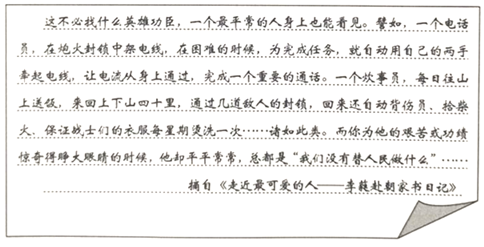 这不必找什么英雄功臣，一个最平常的人身上也能看见。譬如，一个电话
员，在炮火封锁中架电线，在困难的时候，为完成任务，就自动用自己的两手
牵起电线，让电流从身上通过，完成一个重要的通话。一个炊事员，每日往山
上送饭，来回上下山四十里，通过几道敌人的封锁，回来还自动背伤员、拾柴
火、保证战士们的衣服每星期烫洗一次……诸如此类。而你为他的艰苦或功绩
惊奇得睁大眼睛的时候，他却平平常常，总都是“我们没有替人民做什么”……
摘自《走近最可爱的人——李蕤赴朝家书日记》